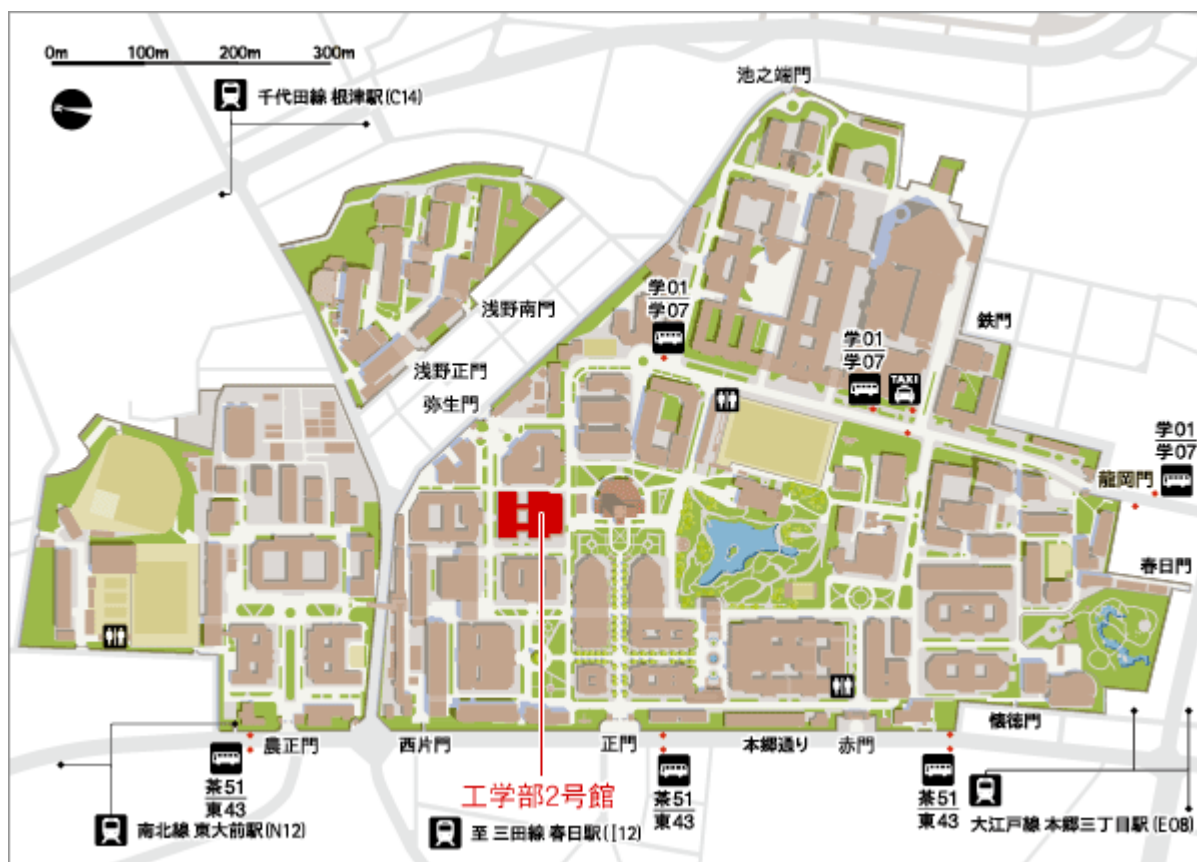 0m 100m 200m 300m
千代田線 根津駅(C14)
池之端門
浅野南門
学01
学07
学01
学07
TAXI
鉄門
浅野正門
弥生門
学01
学07
龍岡門
春日門
懐徳門
農正門
西片門
正門
本郷通り
赤門
茶51
東43
工学部2号館
茶51
東43
茶51
東43
南北線 東大前駅(N12)
至 三田線 春日駅([12)
大江戸線 本郷三丁目駅(E08)